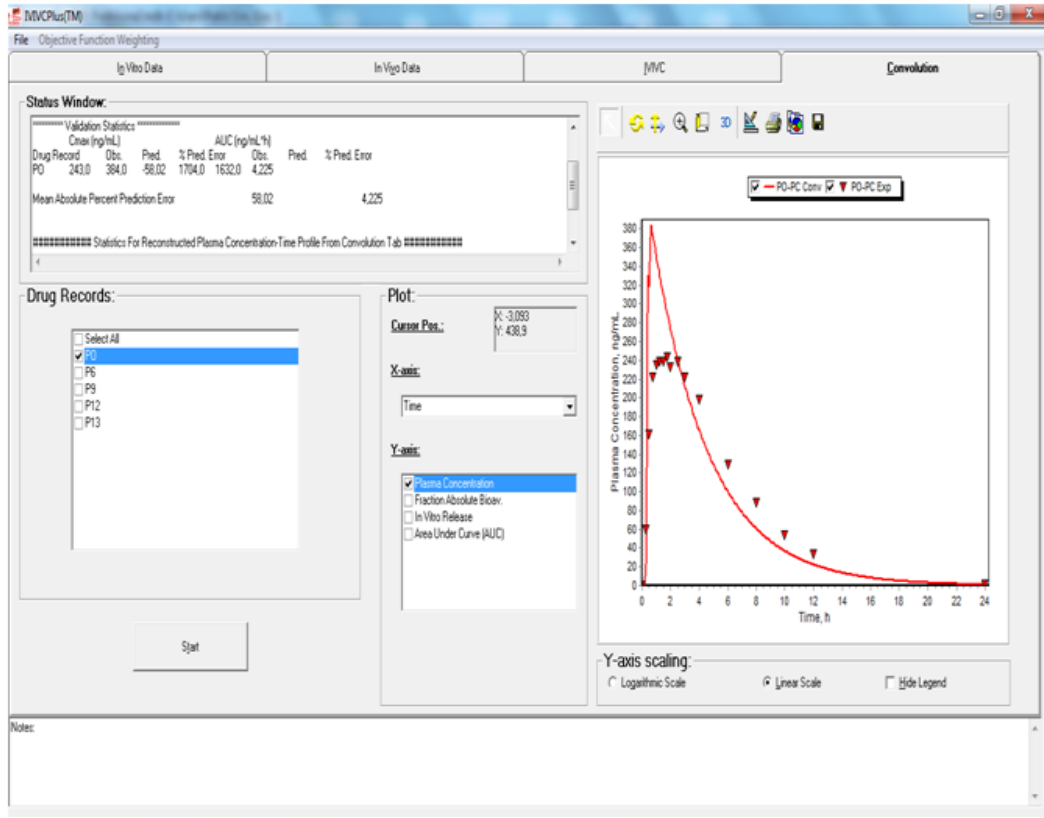 IVIVCPlus(TM)
File Objective Function Weighting
In Vitro Data
In Vivo Data
IVIVC
Convolution
Status Window:
********* Validation Statistics *************
Cmax (ng/mL) AUC (ng/mL*h)
Drug Record Obs. Pred. % Pred. Error Obs. Pred. % Pred. Error
PO 243,0 384,0 -58,02 1704,0 1632,0 4,225
Mean Absolute Percent Prediction Error 58,02 4,225
########### Statistics For Reconstructed Plasma Concentration-Time Profile From Convolution Tab ###########
Drug Records:
Select All
PO
P6
P9
P12
P13
Start
Plot:
Cursor Pos.:
X: -3,093
Y: 438,9
X-axis:
Time
Y-axis:
Plasma Concentration
Fraction Absolute Bioav.
In Vitro Release
Area Under Curve (AUC)
3D
PO-PC Conv PO-PC Exp
Plasma Concentration, ng/mL
380
360
340
320
300
280
260
240
220
200
180
160
140
120
100
80
60
40
20
0
0 2 4 6 8 10 12 14 16 18 20 22 24
Time, h
Y-axis scaling:
Logarithmic Scale
Linear Scale
Hide Legend
Notes: